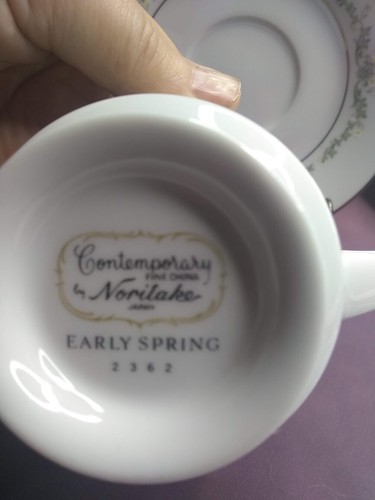 Contemporary
FINE CHINA
by Noritake
JAPAN
EARLY SPRING
2362